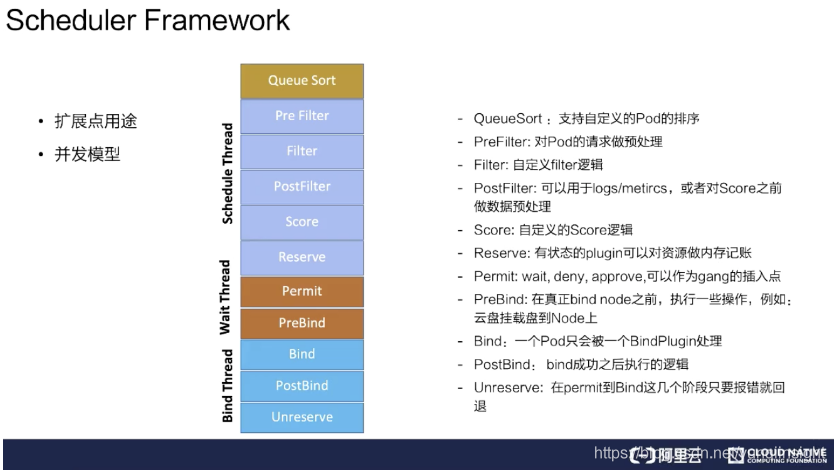 Scheduler Framework
• 扩展点用途
• 并发模型
Schedule Thread
Wait Thread
Bind Thread
Queue Sort
Pre Filter
Filter
PostFilter
Score
Reserve
Permit
PreBind
Bind
PostBind
Unreserve
- QueueSort ：支持自定义的Pod的排序
- PreFilter: 对Pod的请求做预处理
- Filter: 自定义filter逻辑
- PostFilter: 可以用于logs/metircs，或者对Score之前
做数据预处理
- Score: 自定义的Score逻辑
- Reserve: 有状态的plugin可以对资源做内存记账
- Permit: wait, deny, approve,可以作为gang的插入点
- PreBind: 在真正bind node之前，执行一些操作，例如：
云盘挂载盘到Node上
- Bind：一个Pod只会被一个BindPlugin处理
- PostBind： bind成功之后执行的逻辑
- Unreserve: 在permit到Bind这几个阶段只要报错就回
退
阿里云
CLOUD NATIVE
COMPUTING FOUNDATION